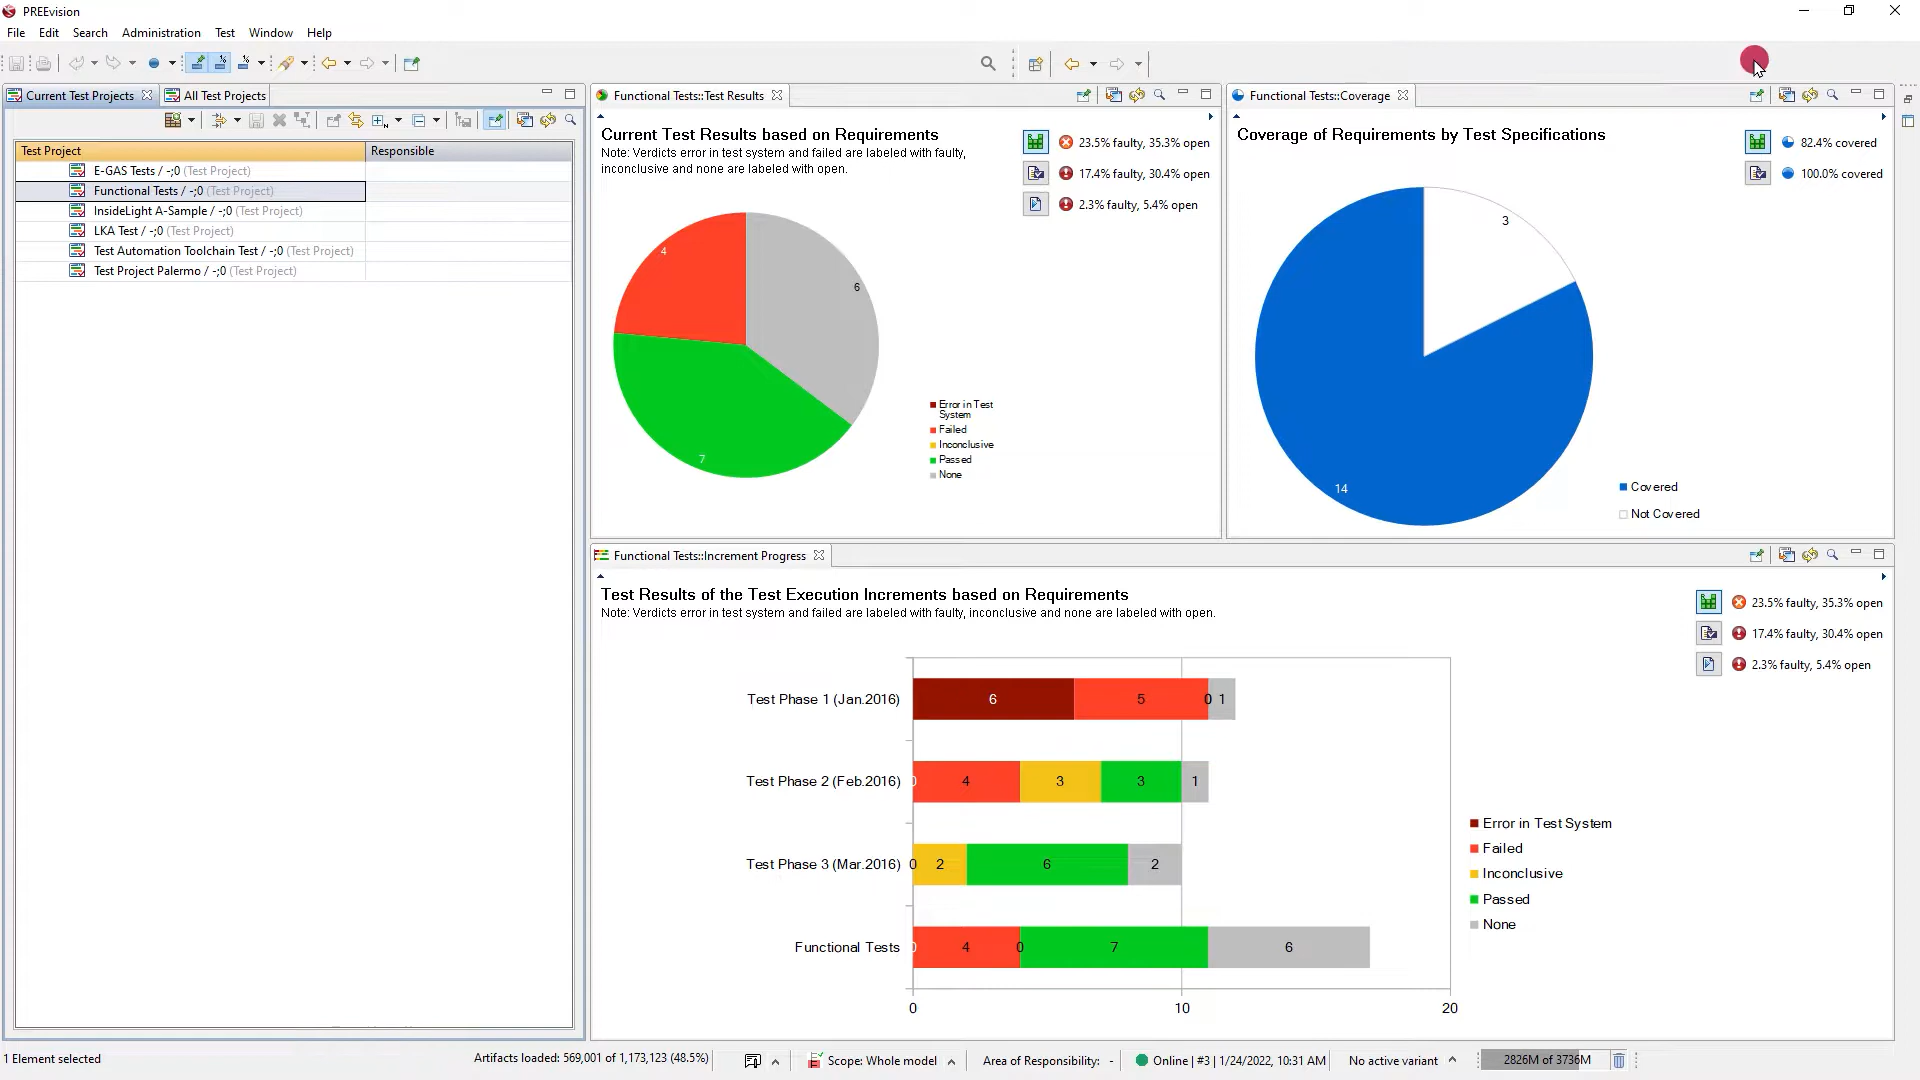 PREEvision
File Edit Search Administration Test Window Help
Current Test Projects All Test Projects
Test Project Responsible
E-GAS Tests / -;0 (Test Project)
Functional Tests / -;0 (Test Project)
InsideLight A-Sample / -;0 (Test Project)
LKA Test / -;0 (Test Project)
Test Automation Toolchain Test / -;0 (Test Project)
Test Project Palermo / -;0 (Test Project)
Functional Tests::Test Results
Current Test Results based on Requirements
Note: Verdicts error in test system and failed are labeled with faulty,
inconclusive and none are labeled with open.
23.5% faulty, 35.3% open
17.4% faulty, 30.4% open
2.3% faulty, 5.4% open
4
6
7
Error in Test
System
Failed
Inconclusive
Passed
None
Functional Tests::Coverage
Coverage of Requirements by Test Specifications
82.4% covered
100.0% covered
3
14
Covered
Not Covered
Functional Tests::Increment Progress
Test Results of the Test Execution Increments based on Requirements
Note: Verdicts error in test system and failed are labeled with faulty, inconclusive and none are labeled with open.
23.5% faulty, 35.3% open
17.4% faulty, 30.4% open
2.3% faulty, 5.4% open
Test Phase 1 (Jan.2016) 6 5 0 1
Test Phase 2 (Feb.2016) 0 4 3 3 1
Test Phase 3 (Mar.2016) 0 2 6 2
Functional Tests 0 4 0 7 6
0 10 20
Error in Test System
Failed
Inconclusive
Passed
None
1 Element selected Artifacts loaded: 569,001 of 1,173,123 (48.5%) Scope: Whole model Area of Responsibility: - Online | #3 | 1/24/2022, 10:31 AM No active variant 2826M of 3736M